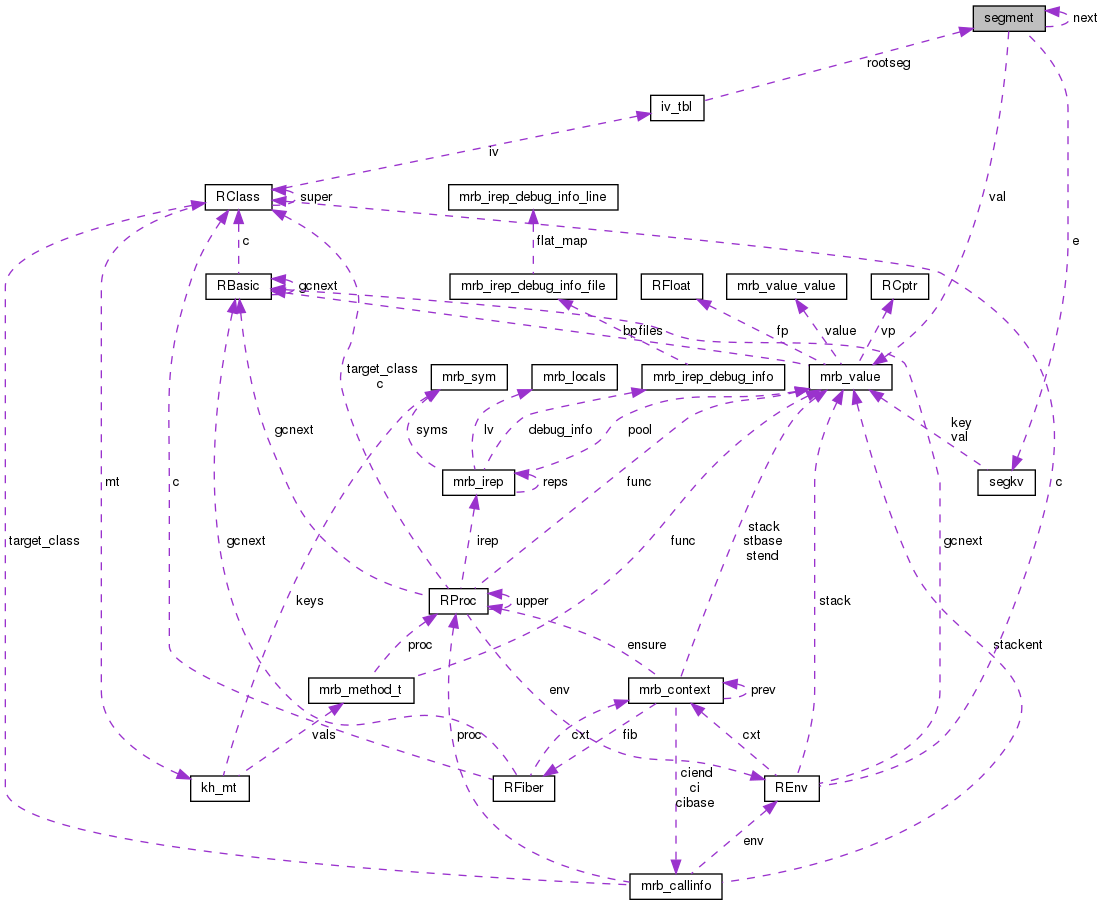 segment
next
rootseg
iv_tbl
iv
val
e
RClass
super
mrb_irep_debug_info_line
c
flat_map
RBasic
gcnext
mrb_irep_debug_info_file
RFloat
mrb_value_value
RCptr
bpfiles
fp
value
vp
target_class
c
mrb_sym
mrb_locals
mrb_irep_debug_info
mrb_value
gcnext
syms
lv
debug_info
pool
key
val
mt
c
mrb_irep
reps
func
segkv
c
target_class
gcnext
irep
func
stack
stbase
stend
gcnext
keys
RProc
upper
stack
proc
ensure
stackent
mrb_method_t
env
mrb_context
prev
vals
proc
cxt
fib
cxt
kh_mt
RFiber
ciend
ci
cibase
REnv
env
mrb_callinfo